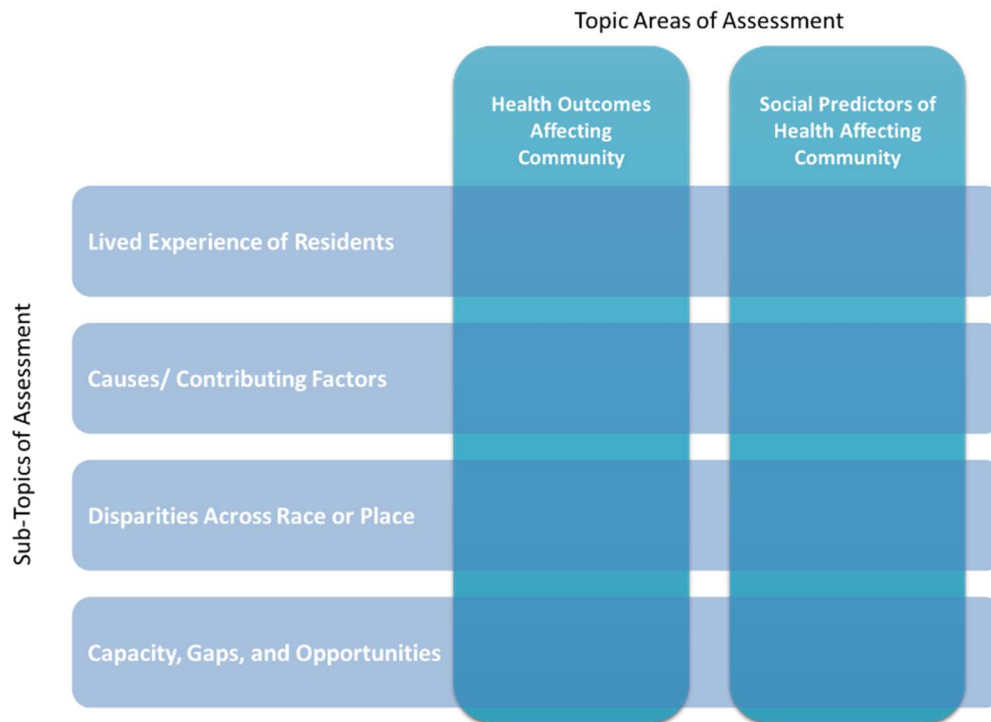 Topic Areas of Assessment
Health Outcomes
Affecting
Community
Social Predictors of
Health Affecting
Community
Sub-Topics of Assessment
Lived Experience of Residents
Causes/ Contributing Factors
Disparities Across Race or Place
Capacity, Gaps, and Opportunities